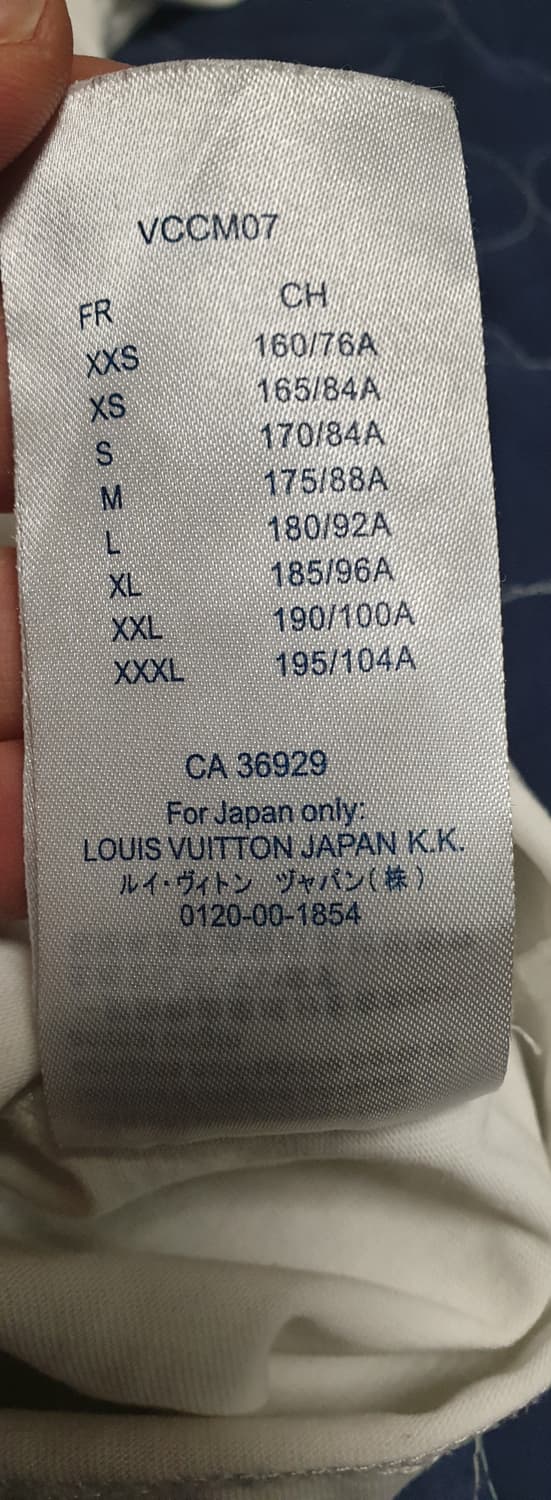 VCCM07
FR CH
XXS 160/76A
XS 165/84A
S 170/84A
M 175/88A
L 180/92A
XL 185/96A
XXL 190/100A
XXXL 195/104A
CA 36929
For Japan only:
LOUIS VUITTON JAPAN K.K.
ルイ・ヴィトン ヅャパン(株)
0120-00-1854